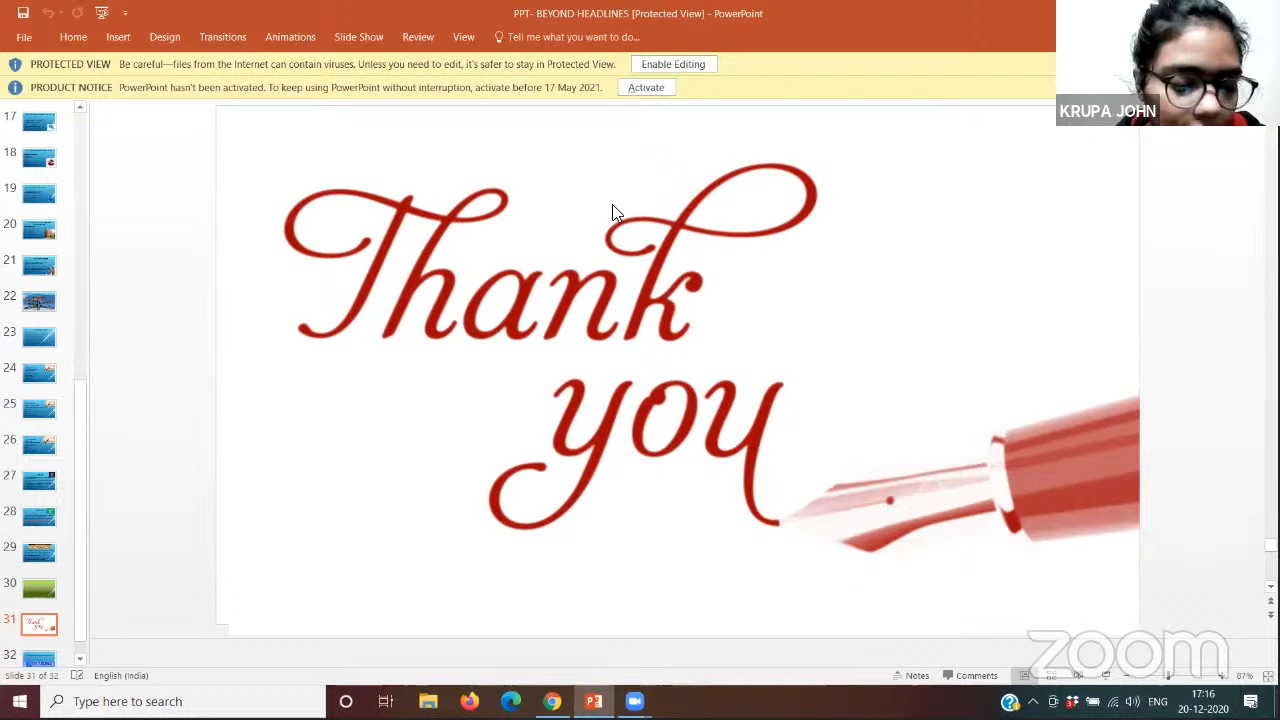 PPT- BEYOND HEADLINES [Protected View] - PowerPoint
File Home Insert Design Transitions Animations Slide Show Review View Tell me what you want to do...
PROTECTED VIEW Be careful—files from the Internet can contain viruses. Unless you need to edit, it's safer to stay in Protected View. Enable Editing
PRODUCT NOTICE PowerPoint hasn't been activated. To keep using PowerPoint without interruption, activate before 17 May 2021. Activate
KRUPA JOHN
17
18
19
20
21
22
23
24
25
26
27
28
29
30
31
32
Thank
you
zoom
Slide 31 of 32 English (India) Notes Comments 87%
Type here to search
ENG
17:16
20-12-2020